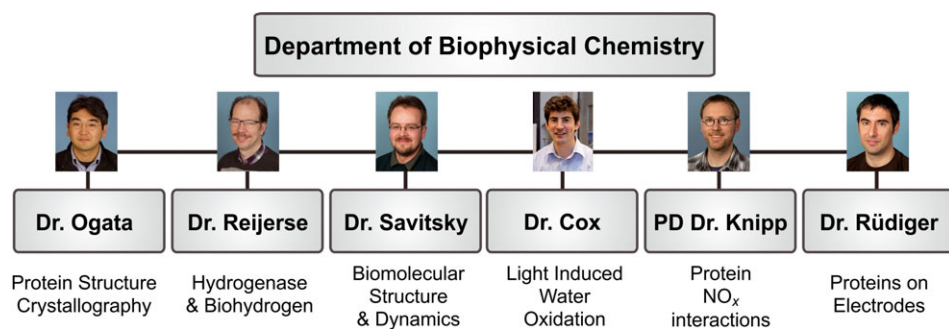 Department of Biophysical Chemistry
Dr. Ogata
Dr. Reijerse
Dr. Savitsky
Dr. Cox
PD Dr. Knipp
Dr. Rüdiger
Protein Structure
Crystallography
Hydrogenase
& Biohydrogen
Biomolecular
Structure
& Dynamics
Light Induced
Water
Oxidation
Protein
NOx
interactions
Proteins on
Electrodes